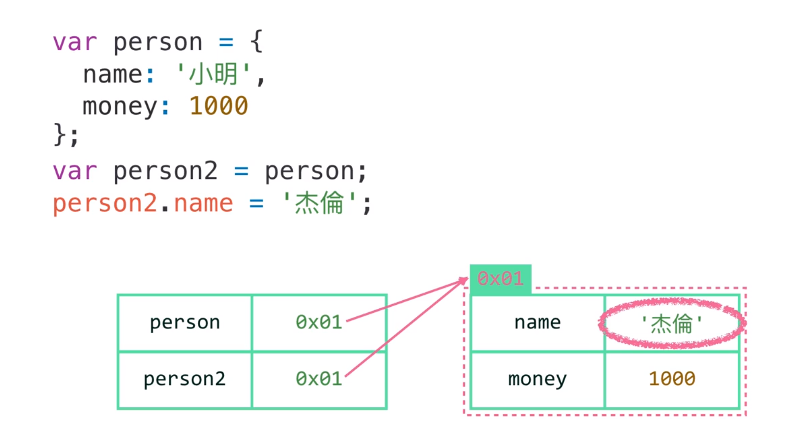 var person = {
  name: '小明',
  money: 1000
};
var person2 = person;
person2.name = '杰倫';
0x01
person 0x01 name '杰倫'
person2 0x01 money 1000